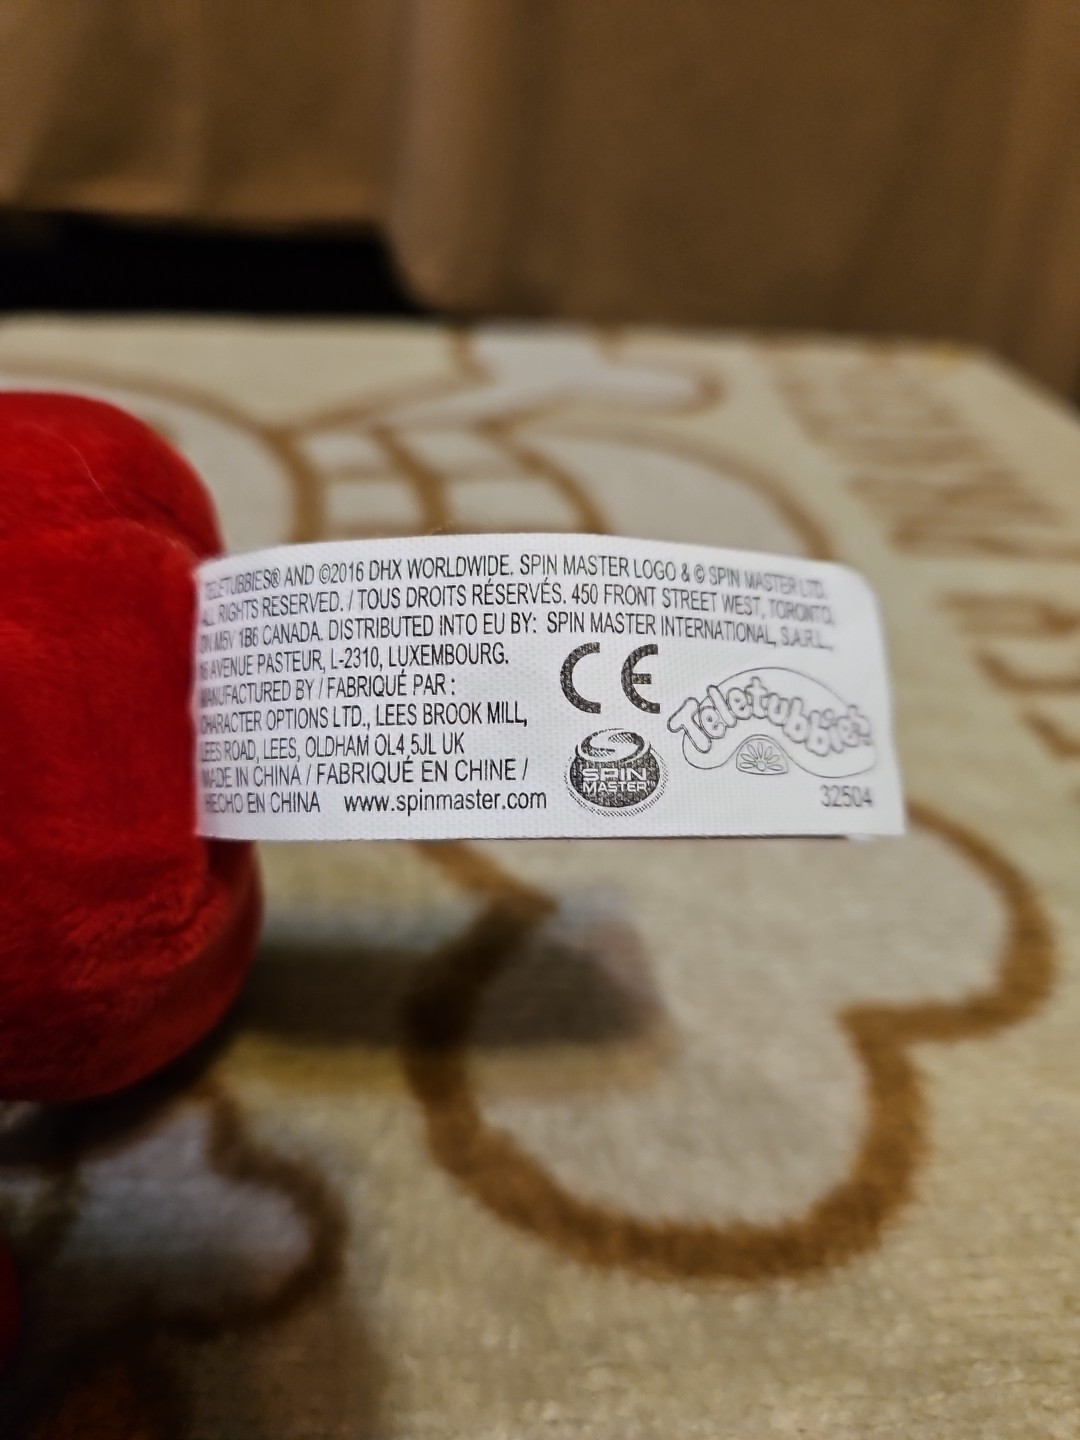 TELETUBBIES® AND ©2016 DHX WORLDWIDE. SPIN MASTER LOGO & © SPIN MASTER LTD.
ALL RIGHTS RESERVED. / TOUS DROITS RÉSERVÉS. 450 FRONT STREET WEST, TORONTO,
ON M5V 1B6 CANADA. DISTRIBUTED INTO EU BY: SPIN MASTER INTERNATIONAL, S.A.R.L.,
AVENUE PASTEUR, L-2310, LUXEMBOURG.
MANUFACTURED BY / FABRIQUÉ PAR :
CHARACTER OPTIONS LTD., LEES BROOK MILL,
LEES ROAD, LEES, OLDHAM OL4,5JL UK
MADE IN CHINA / FABRIQUÉ EN CHINE /
HECHO EN CHINA www.spinmaster.com
CE
Teletubbies
SPIN
MASTER
32504